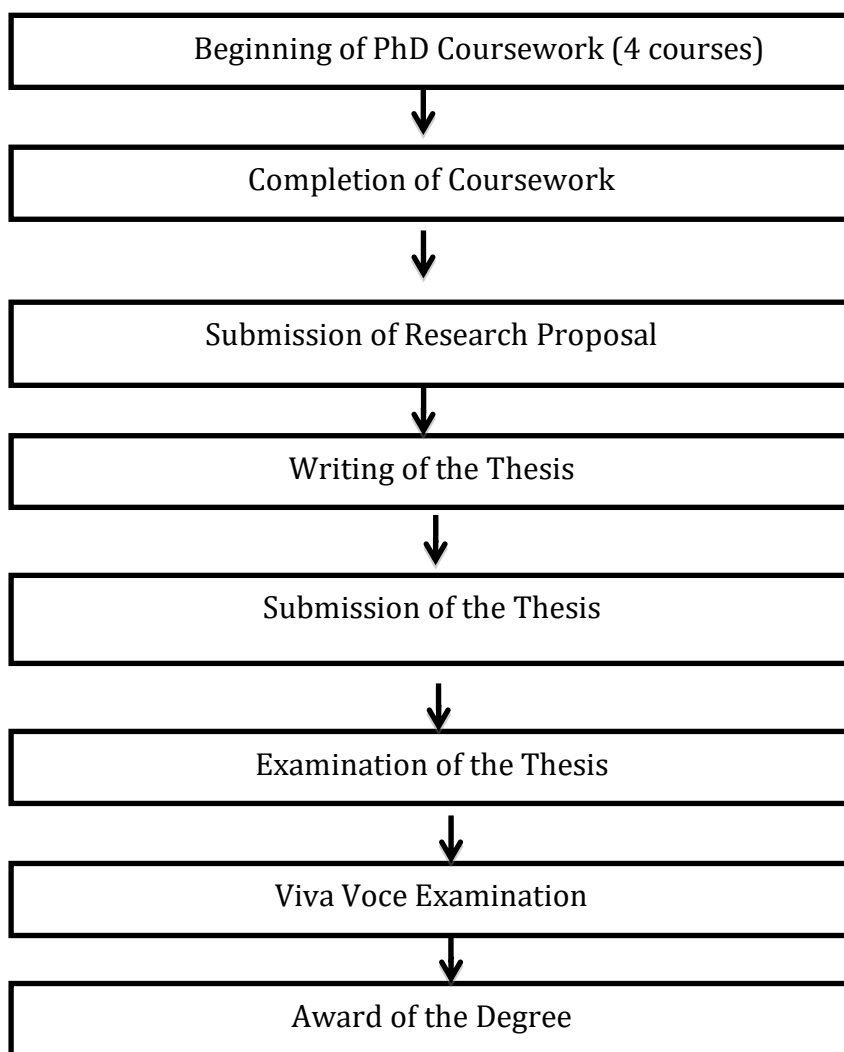 Beginning of PhD Coursework (4 courses)
Completion of Coursework
Submission of Research Proposal
Writing of the Thesis
Submission of the Thesis
Examination of the Thesis
Viva Voce Examination
Award of the Degree